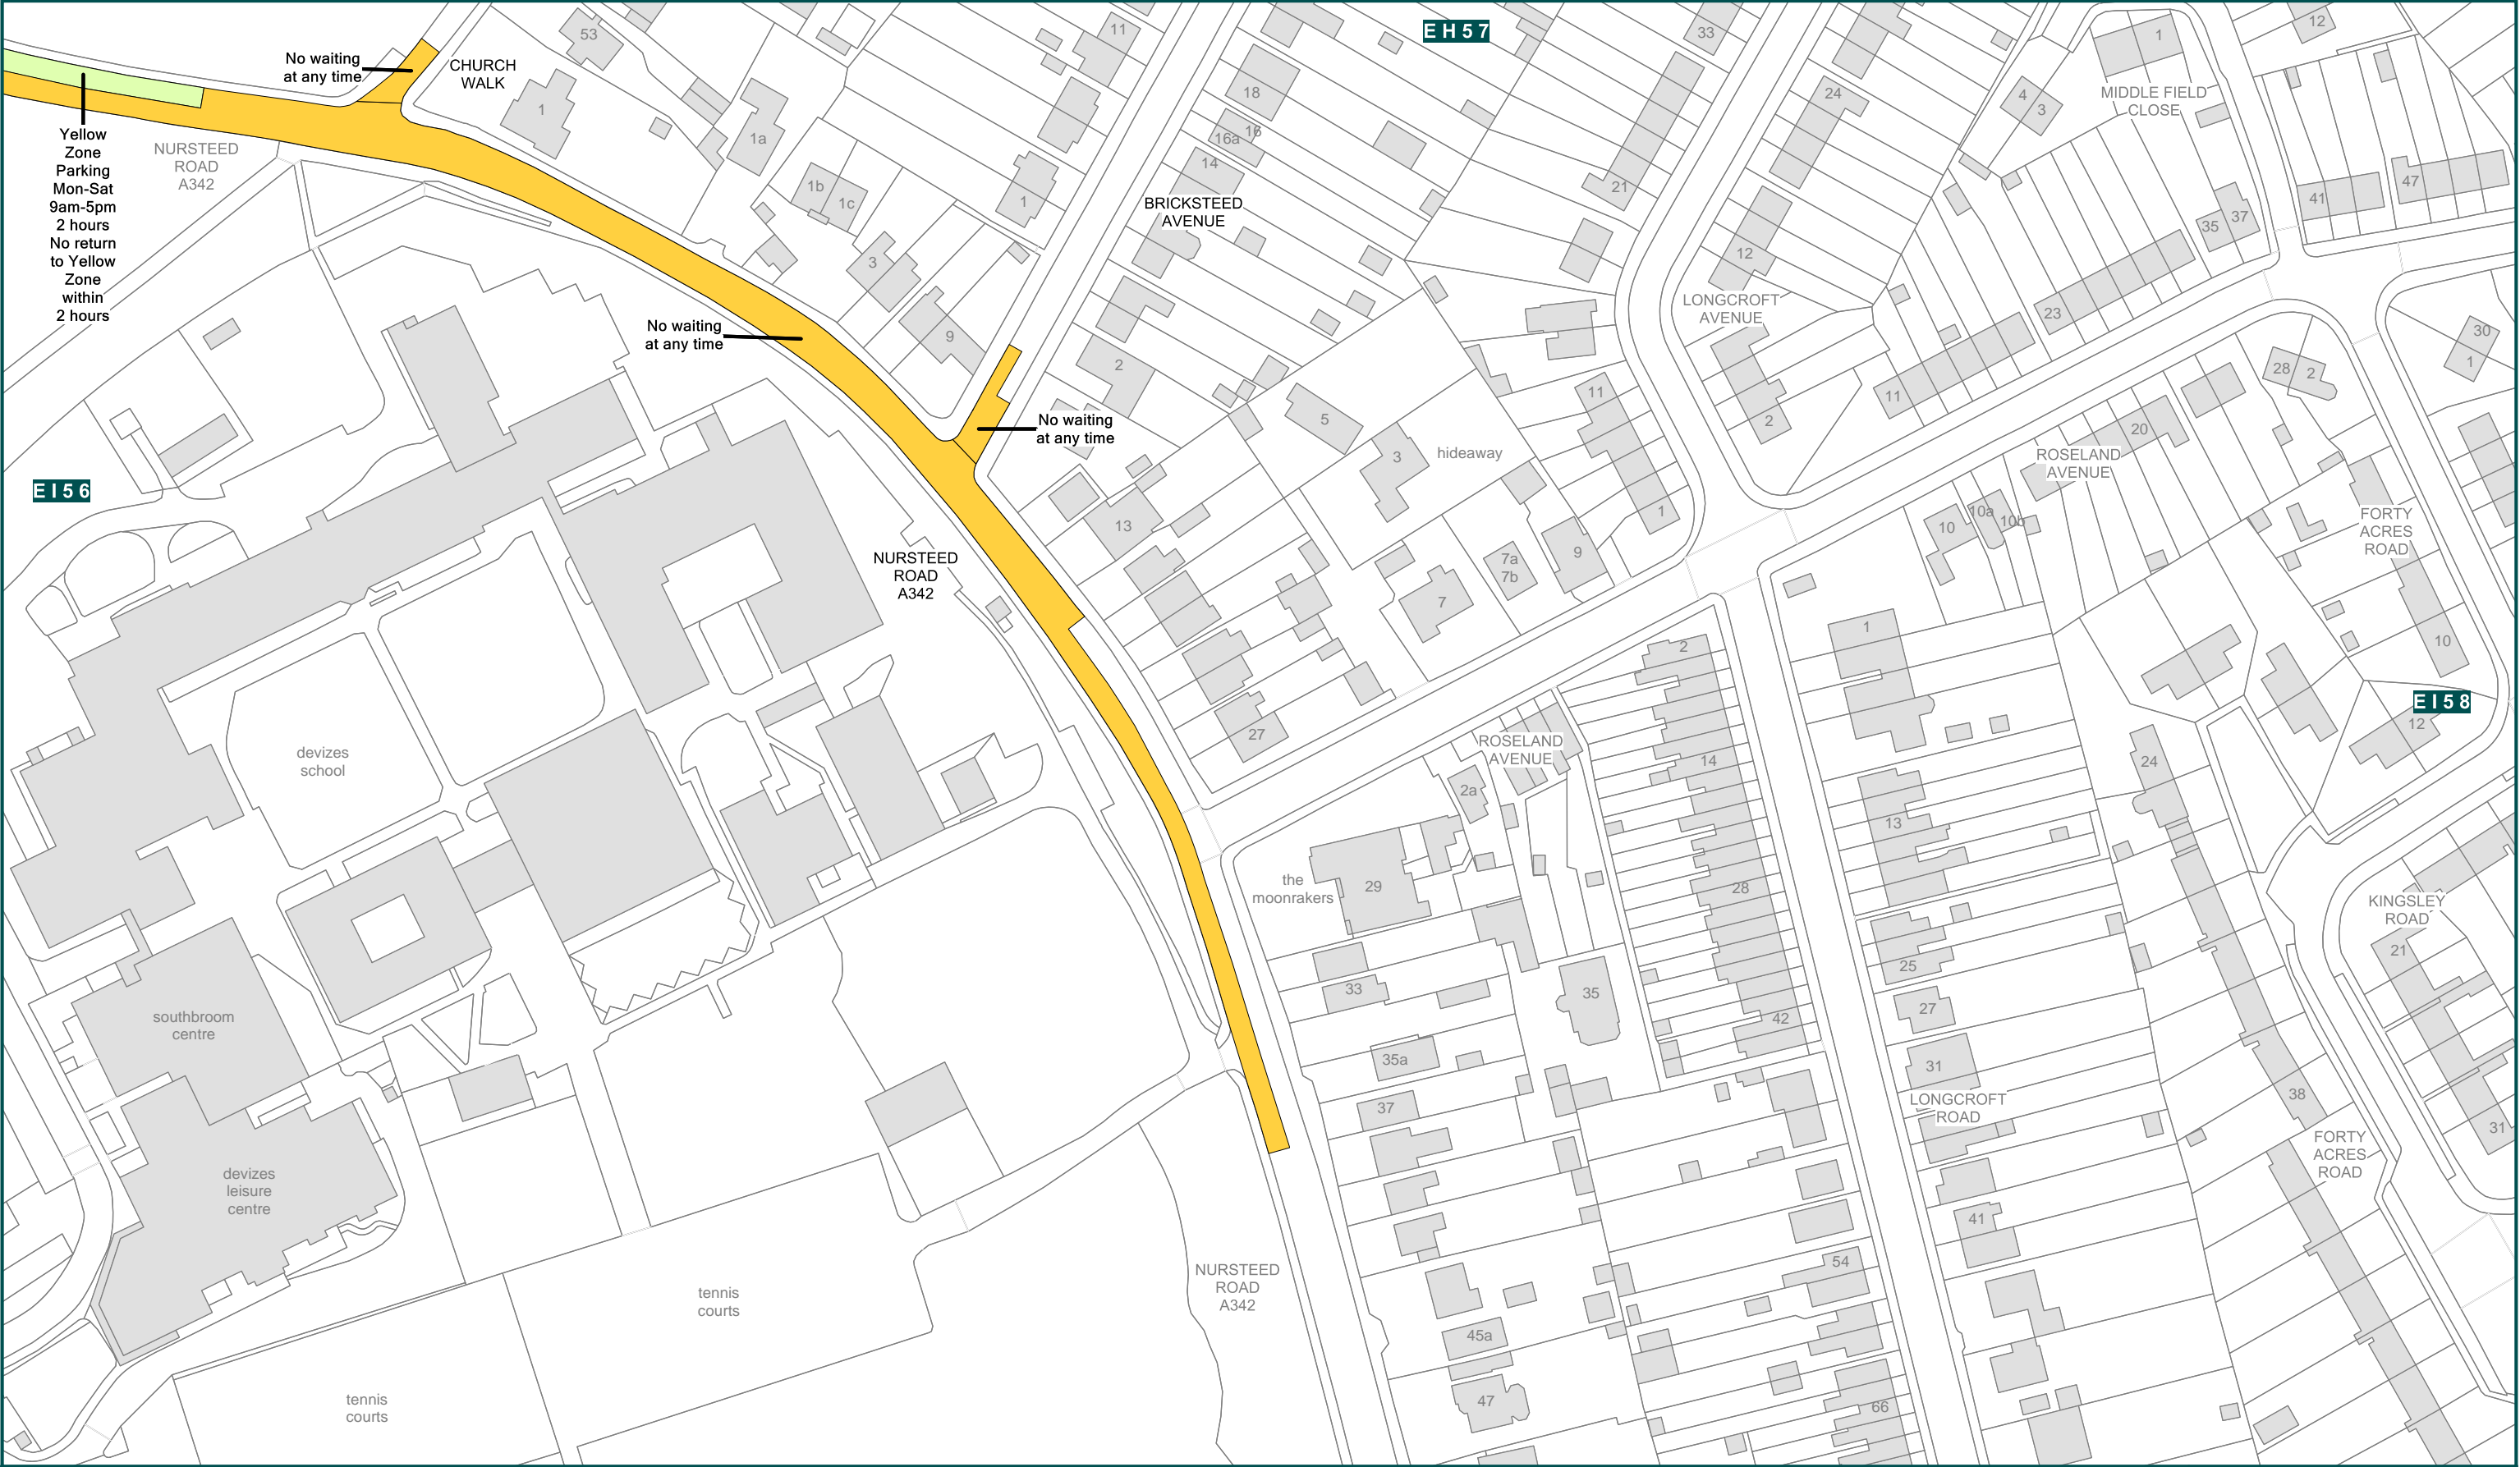 EH57
No waiting
at any time
CHURCH
WALK
53
1
11
33
1
12
18
24
4
3
MIDDLE FIELD
CLOSE
Yellow
Zone
Parking
Mon-Sat
9am-5pm
2 hours
No return
to Yellow
Zone
within
2 hours
NURSTEED
ROAD
A342
1a
16a
16
14
1b
1c
1
BRICKSTEED
AVENUE
21
41
47
35
37
3
12
LONGCROFT
AVENUE
23
No waiting
at any time
9
2
30
1
28
2
11
11
2
5
No waiting
at any time
3
hideaway
20
ROSELAND
AVENUE
EI56
13
1
10
10a
10b
FORTY
ACRES
ROAD
NURSTEED
ROAD
A342
7a
7b
9
7
1
2
10
EI58
12
27
devizes
school
ROSELAND
AVENUE
14
24
2a
13
the
moonrakers
29
28
KINGSLEY
ROAD
21
25
33
35
27
southbroom
centre
42
35a
31
37
LONGCROFT
ROAD
38
31
FORTY
ACRES
ROAD
devizes
leisure
centre
41
54
NURSTEED
ROAD
A342
tennis
courts
45a
47
66
tennis
courts